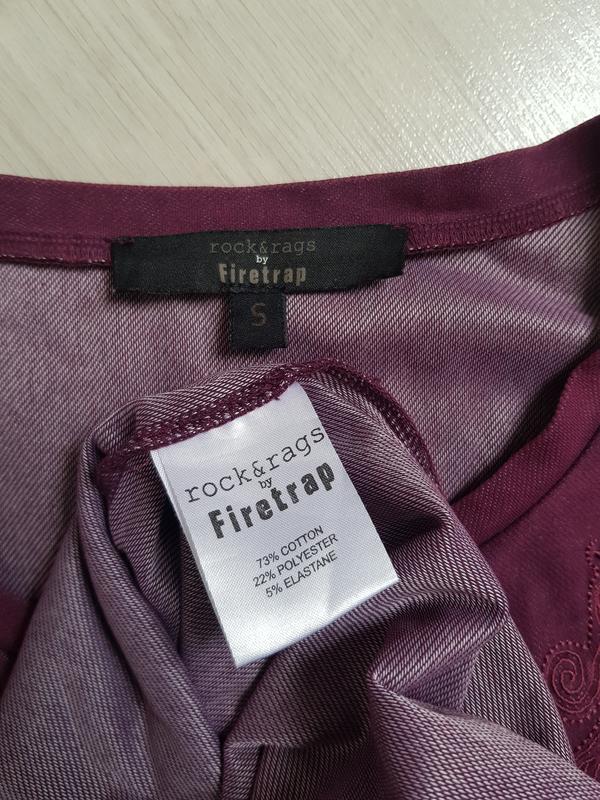 rock&rags
by
Firetrap
S
rock&rags
by
Firetrap
73% COTTON
22% POLYESTER
5% ELASTANE